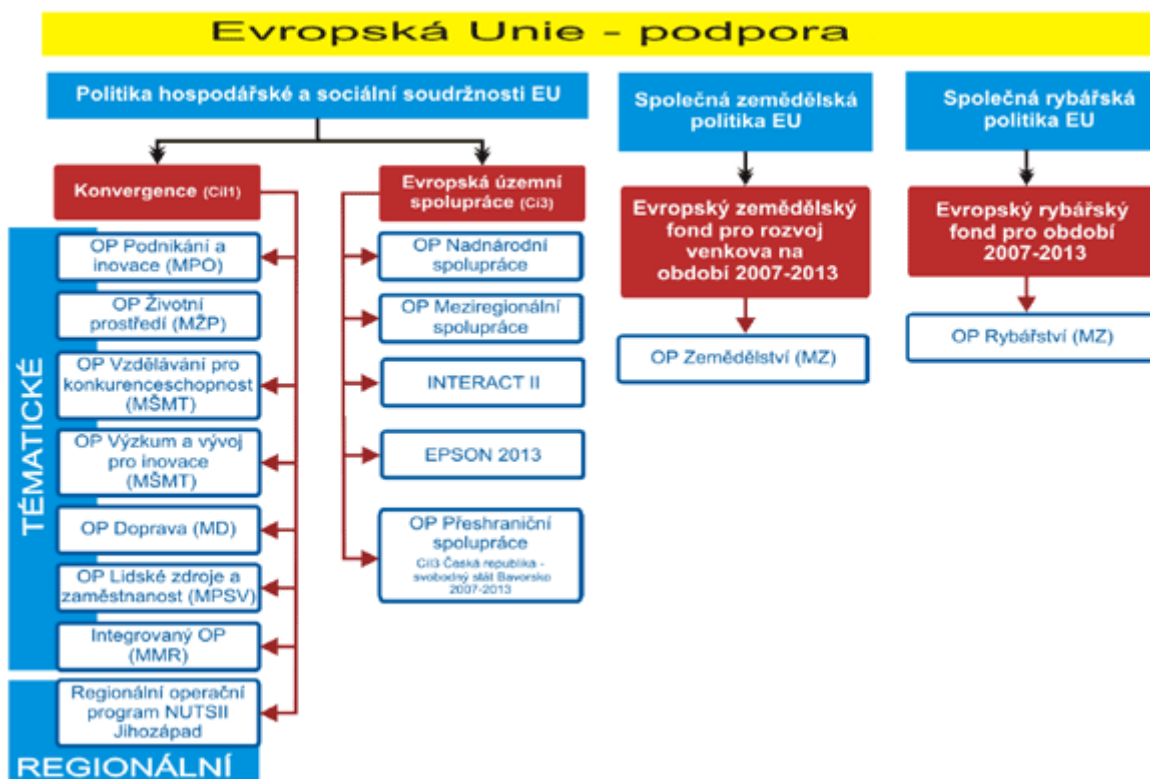 Evropská Unie - podpora
Politika hospodářské a sociální soudržnosti EU
Konvergence (Cíl1)
TÉMATICKÉ
OP Podnikání a
inovace (MPO)
OP Životní
prostředí (MŽP)
OP Vzdělávání pro
konkurenceschopnost
(MŠMT)
OP Výzkum a vývoj
pro inovace
(MŠMT)
OP Doprava (MD)
OP Lidské zdroje a
zaměstnanost (MPSV)
Integrovaný OP
(MMR)
Regionální operační
program NUTSII
Jihozápad
REGIONÁLNÍ
Evropská územní
spolupráce (Cí3)
OP Nadnárodní
spolupráce
OP Meziregionální
spolupráce
INTERACT II
EPSON 2013
OP Přeshraniční
spolupráce
Cíl3 Česká republika -
svobodný stát Bavorsko
2007-2013
Společná zemědělská
politika EU
Evropský zemědělský
fond pro rozvoj
venkova na
období 2007-2013
OP Zemědělství (MZ)
Společná rybářská
politika EU
Evropský rybářský
fond pro období
2007-2013
OP Rybářství (MZ)